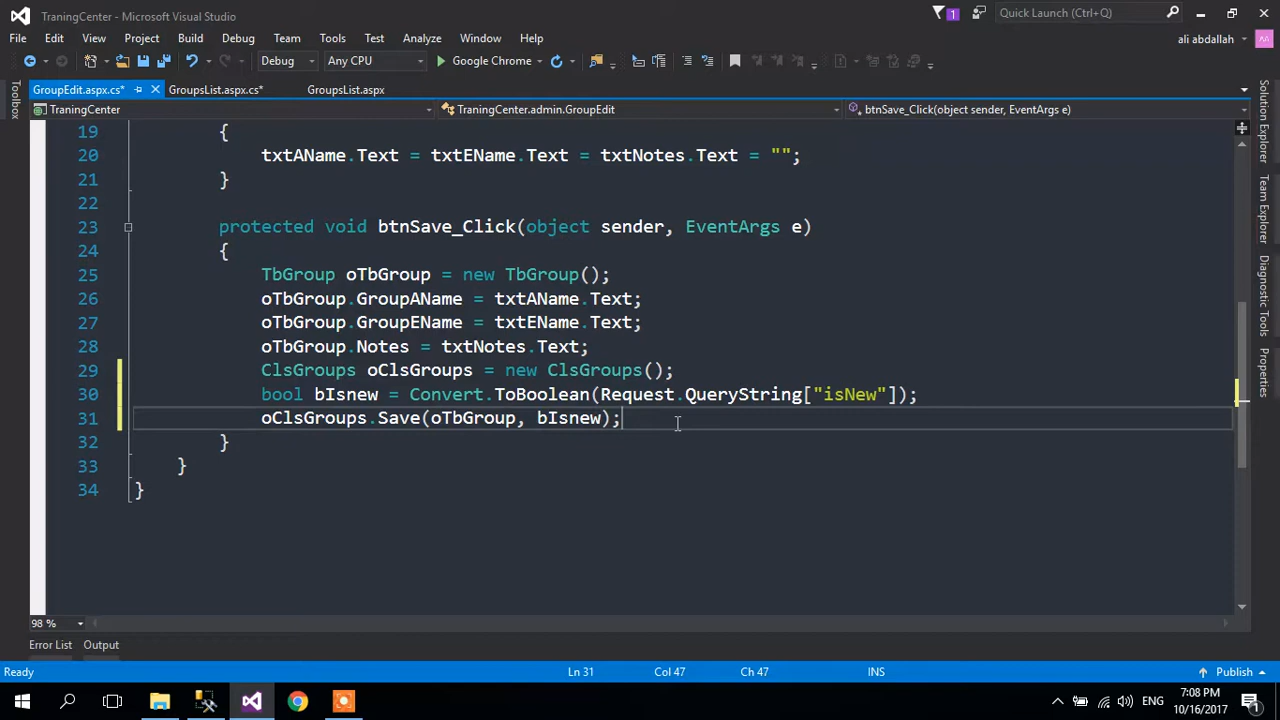 TraningCenter - Microsoft Visual Studio
1
Quick Launch (Ctrl+Q)
File Edit View Project Build Debug Team Tools Test Analyze Window Help
ali abdallah
AA
Debug Any CPU Google Chrome
GroupEdit.aspx.cs* GroupsList.aspx.cs* GroupsList.aspx
TraningCenter TraningCenter.admin.GroupEdit btnSave_Click(object sender, EventArgs e)
Toolbox
Solution Explorer
Team Explorer
Diagnostic Tools
Properties
19 {
20 txtAName.Text = txtEName.Text = txtNotes.Text = "";
21 }
22
23 protected void btnSave_Click(object sender, EventArgs e)
24 {
25 TbGroup oTbGroup = new TbGroup();
26 oTbGroup.GroupAName = txtAName.Text;
27 oTbGroup.GroupEName = txtEName.Text;
28 oTbGroup.Notes = txtNotes.Text;
29 ClsGroups oClsGroups = new ClsGroups();
30 bool bIsnew = Convert.ToBoolean(Request.QueryString["isNew"]);
31 oClsGroups.Save(oTbGroup, bIsnew);
32 }
33 }
34 }
98 %
Error List Output
Ready Ln 31 Col 47 Ch 47 INS Publish
ENG
7:08 PM
10/16/2017
1